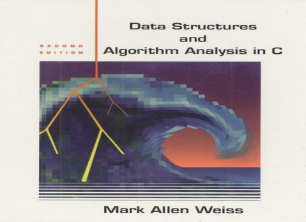 Data Structures
and
Algorithm Analysis in C
SECOND
EDITION
Mark Allen Weiss